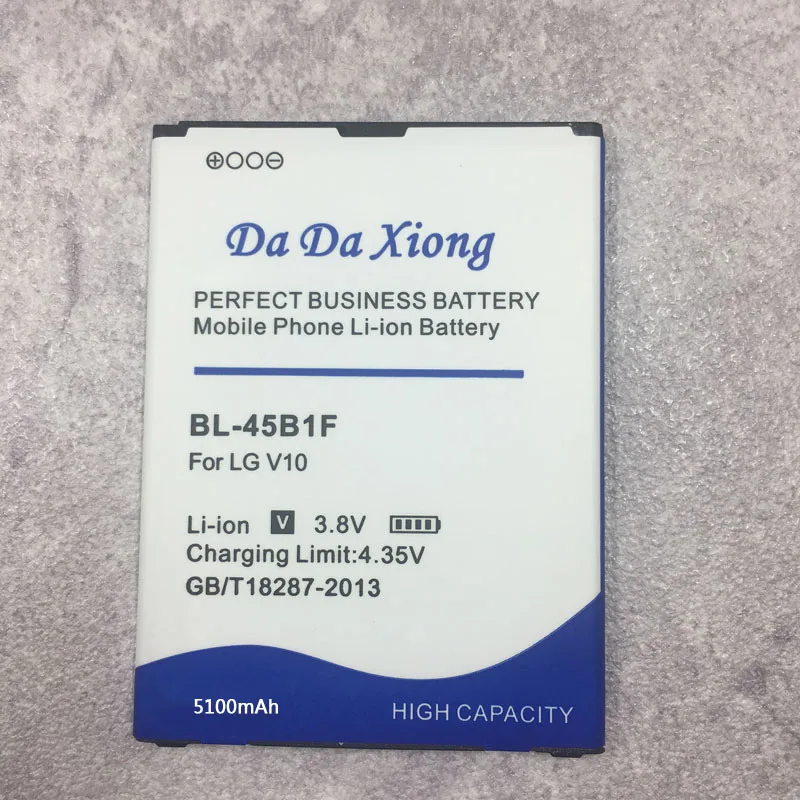 Da Da Xiong
PERFECT BUSINESS BATTERY
Mobile Phone Li-ion Battery
BL-45B1F
For LG V10
Li-ion V 3.8V
Charging Limit:4.35V
GB/T18287-2013
5100mAh
HIGH CAPACITY